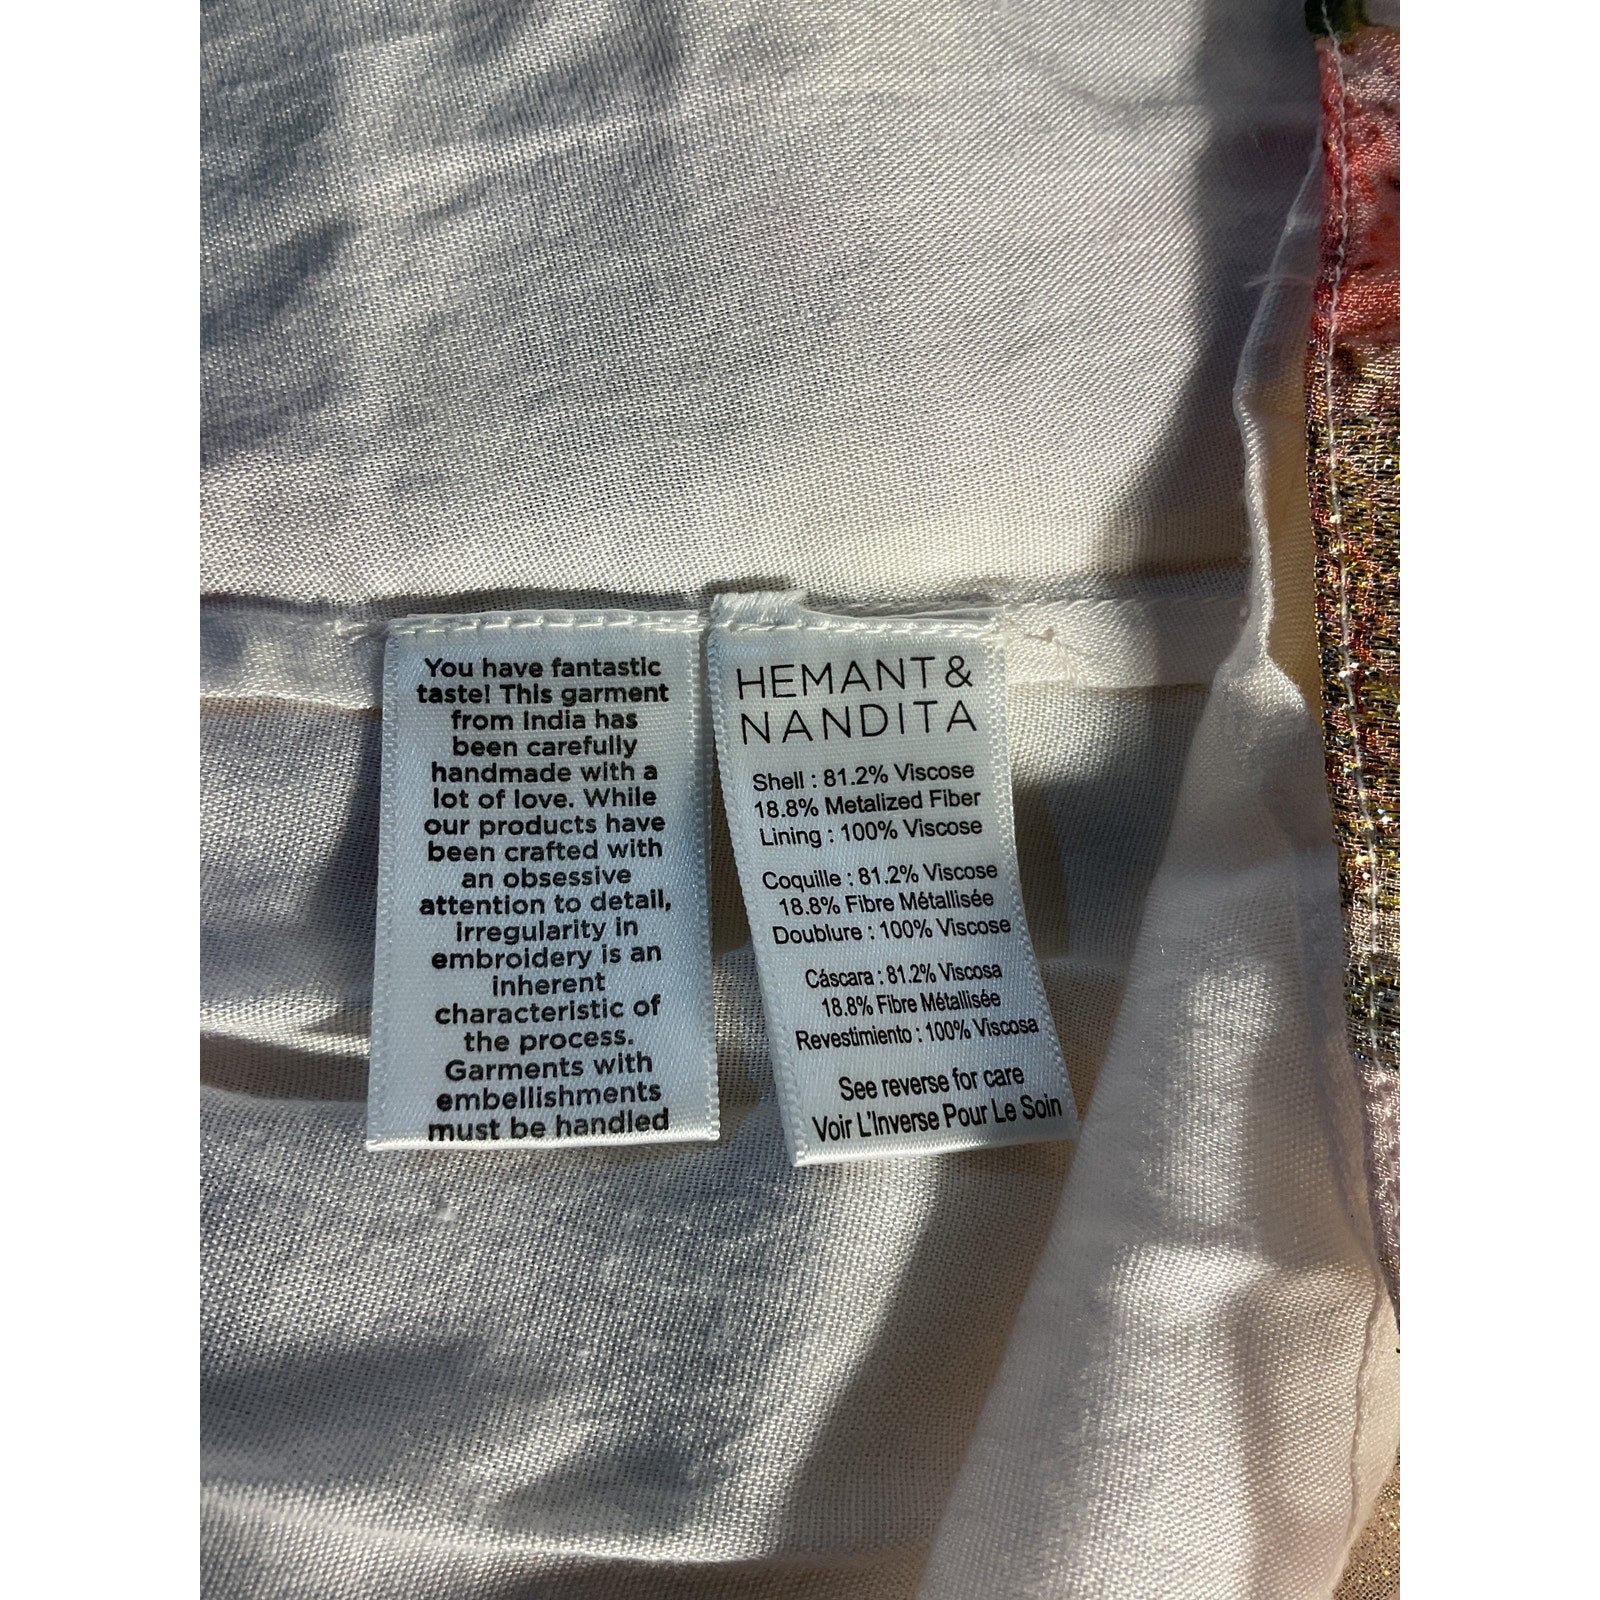 You have fantastic
taste! This garment
from India has
been carefully
handmade with a
lot of love. While
our products have
been crafted with
an obsessive
attention to detail,
irregularity in
embroidery is an
inherent
characteristic of
the process.
Garments with
embellishments
must be handled
HEMANT &
NANDITA
Shell : 81.2% Viscose
18.8% Metalized Fiber
Lining : 100% Viscose
Coquille : 81.2% Viscose
18.8% Fibre Métallisée
Doublure : 100% Viscose
Cáscara : 81.2% Viscosa
18.8% Fibre Métallisée
Revestimiento : 100% Viscosa
See reverse for care
Voir L'Inverse Pour Le Soin